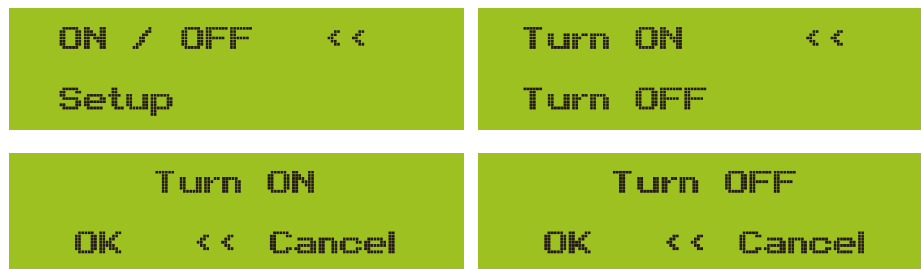 ON / OFF <<
Setup
Turn ON <<
Turn OFF
Turn ON
OK << Cancel
Turn OFF
OK << Cancel